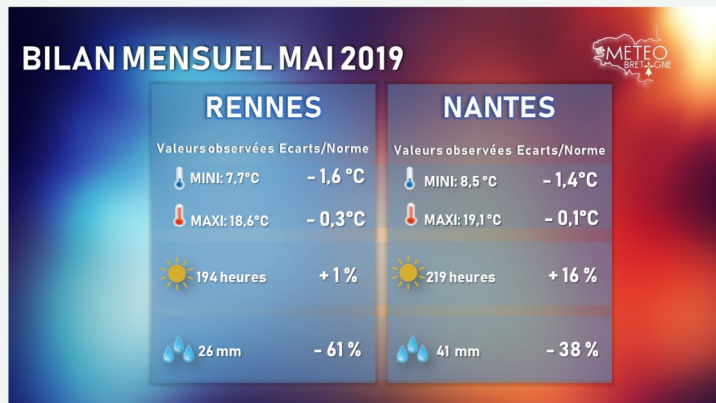 BILAN MENSUEL MAI 2019
METEO
BRETAGNE
RENNES
Valeurs observées Ecarts/Norme
MINI: 7,7°C - 1,6 °C
MAXI: 18,6°C - 0,3°C
194 heures + 1 %
26 mm - 61 %
NANTES
Valeurs observées Ecarts/Norme
MINI: 8,5 °C - 1,4°C
MAXI: 19,1°C - 0,1°C
219 heures + 16 %
41 mm - 38 %